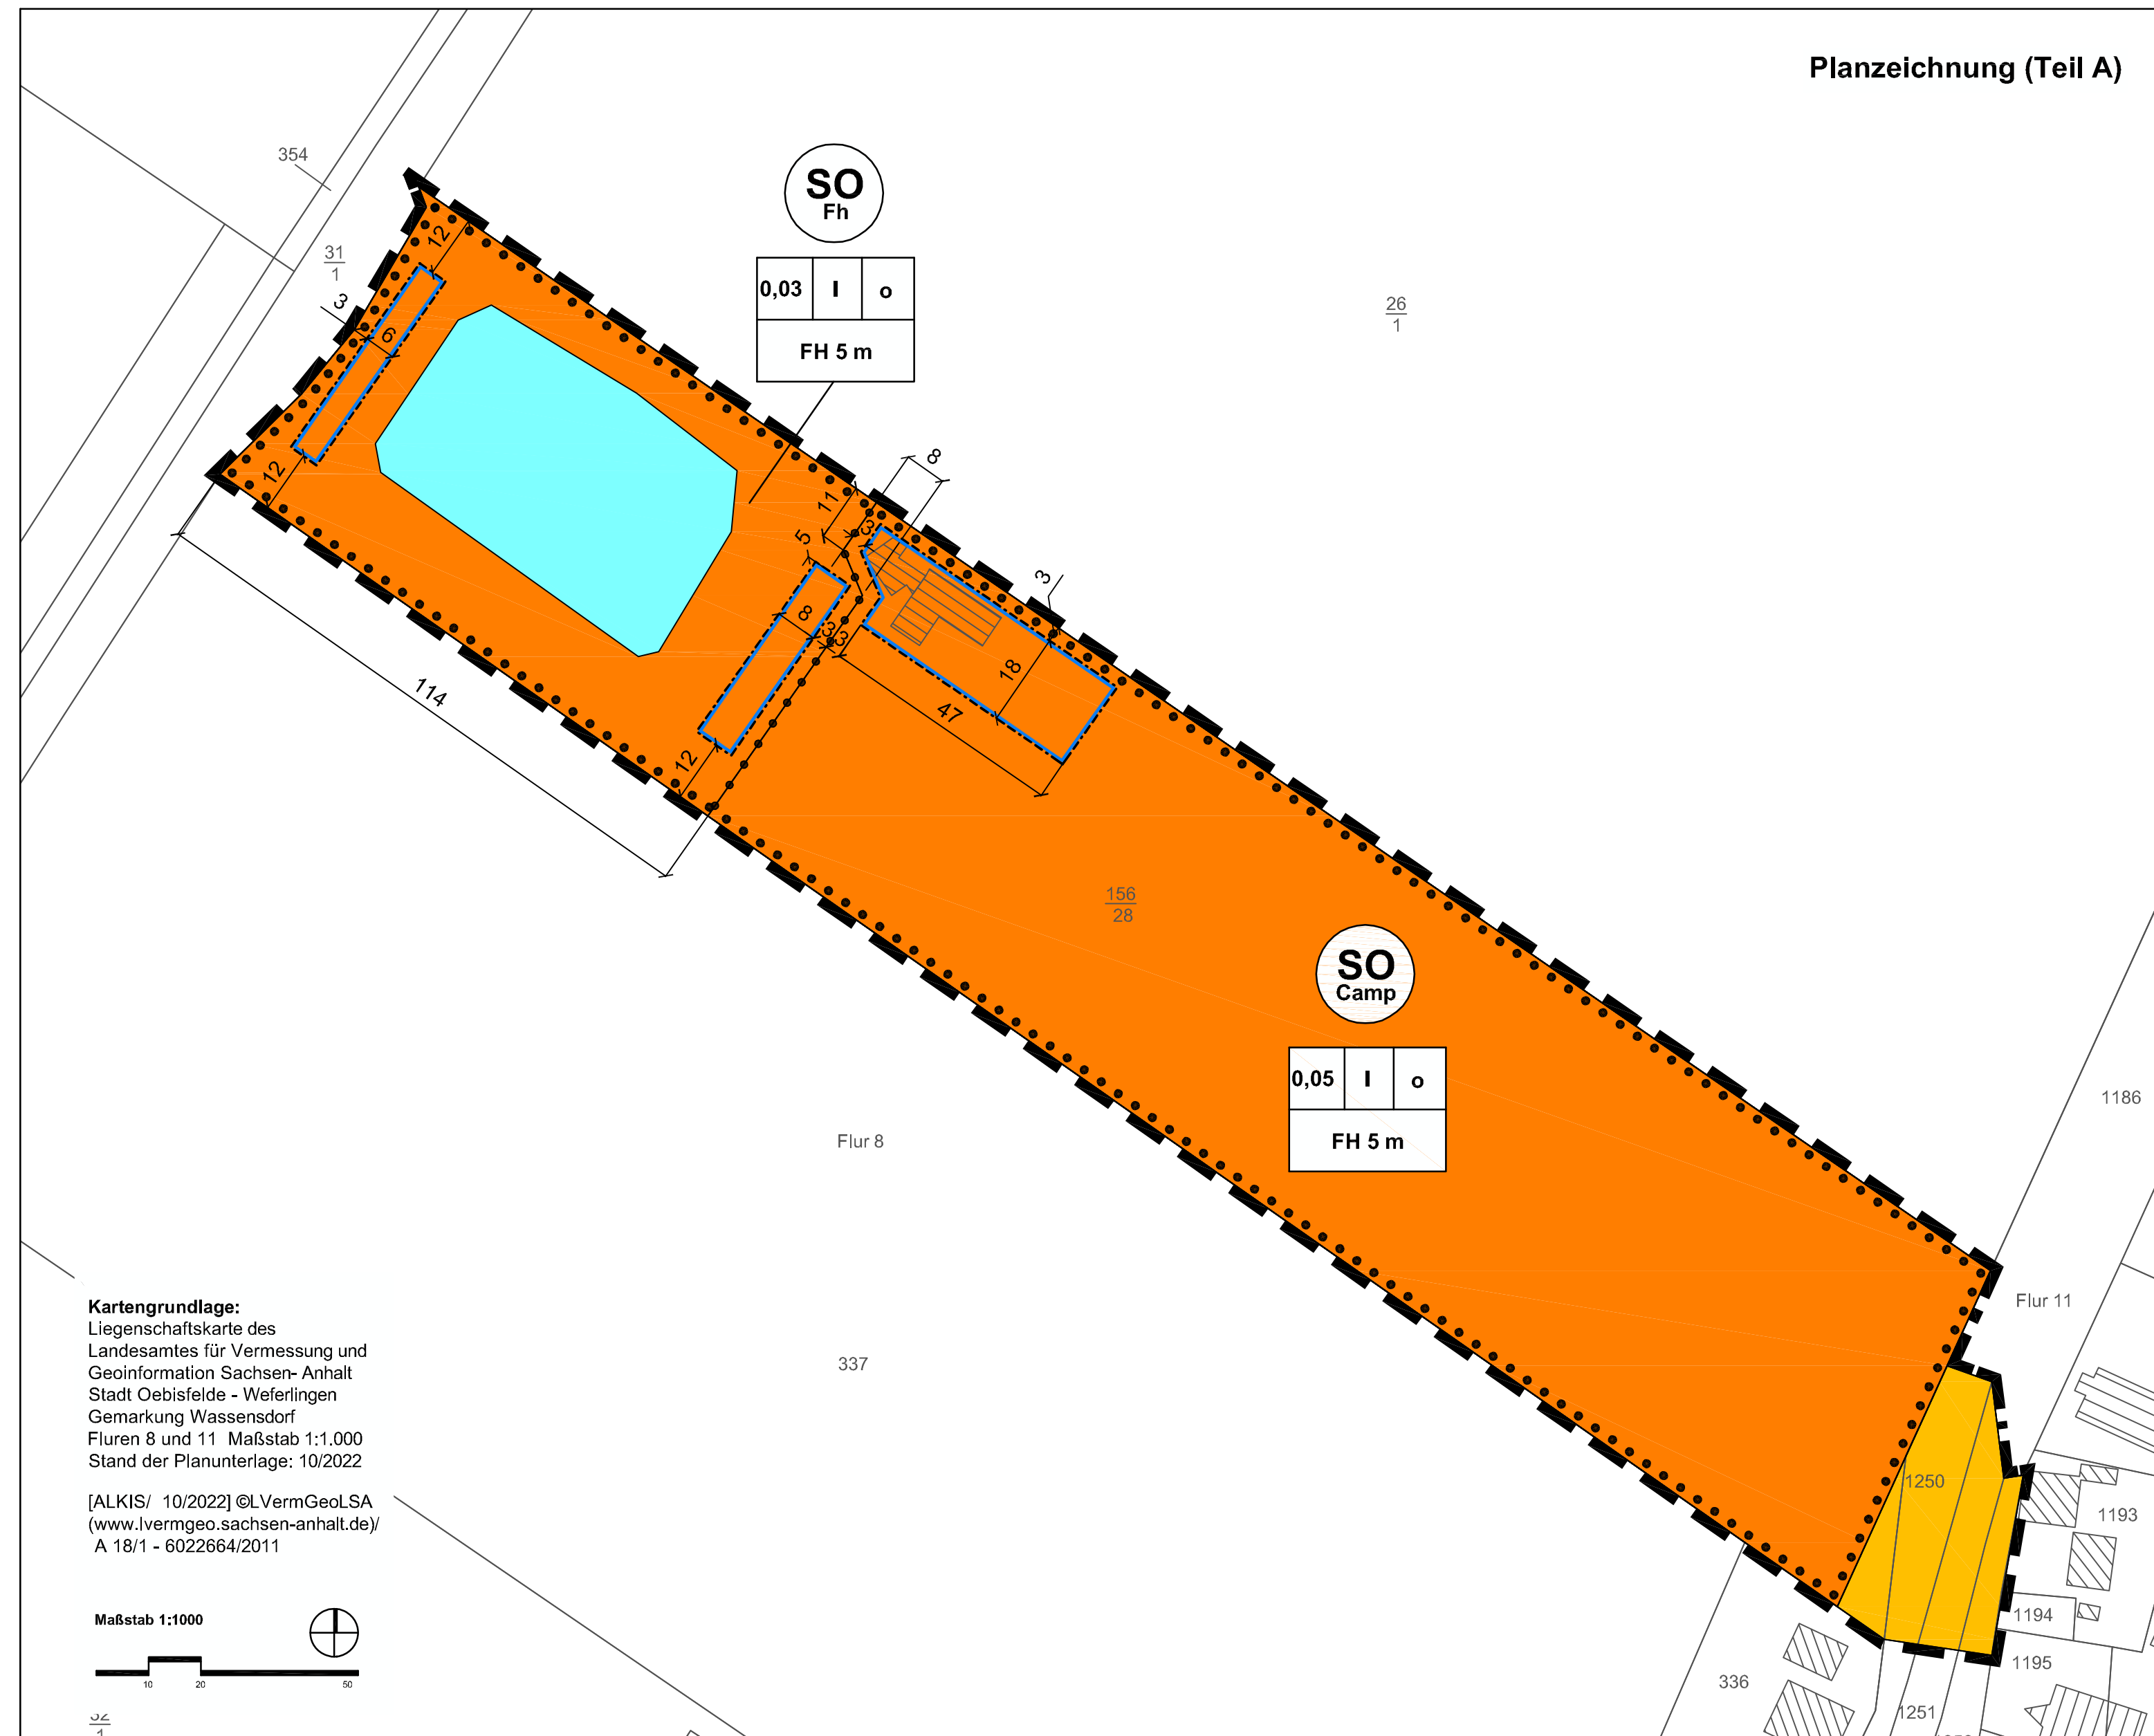 Planzeichnung (Teil A)
354
31
1
SO
Fh
0,03 I o
FH 5 m
26
1
12
3
6
12
8
11
3
5
8
3
3
3
18
47
114
12
156
28
SO
Camp
0,05 I o
FH 5 m
1186
Flur 8
Flur 11
337
Kartengrundlage:
Liegenschaftskarte des
Landesamtes für Vermessung und
Geoinformation Sachsen- Anhalt
Stadt Oebisfelde - Weferlingen
Gemarkung Wassensdorf
Fluren 8 und 11 Maßstab 1:1.000
Stand der Planunterlage: 10/2022
[ALKIS/ 10/2022] ©LVermGeoLSA
(www.lvermgeo.sachsen-anhalt.de)/
A 18/1 - 6022664/2011
1250
1193
1194
1195
336
1251
Maßstab 1:1000
10 20 50